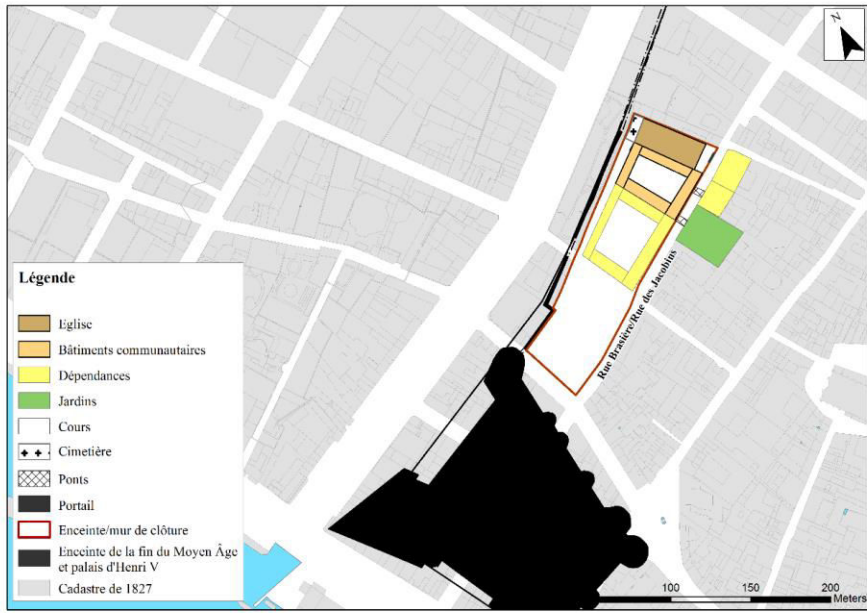 N
Rue Brasière/Rue des Jacobins
Légende
Eglise
Bâtiments communautaires
Dépendances
Jardins
Cours
Cimetière
Ponts
Portail
Enceinte/mur de clôture
Enceinte de la fin du Moyen Âge
et palais d'Henri V
Cadastre de 1827
100
200
Meters